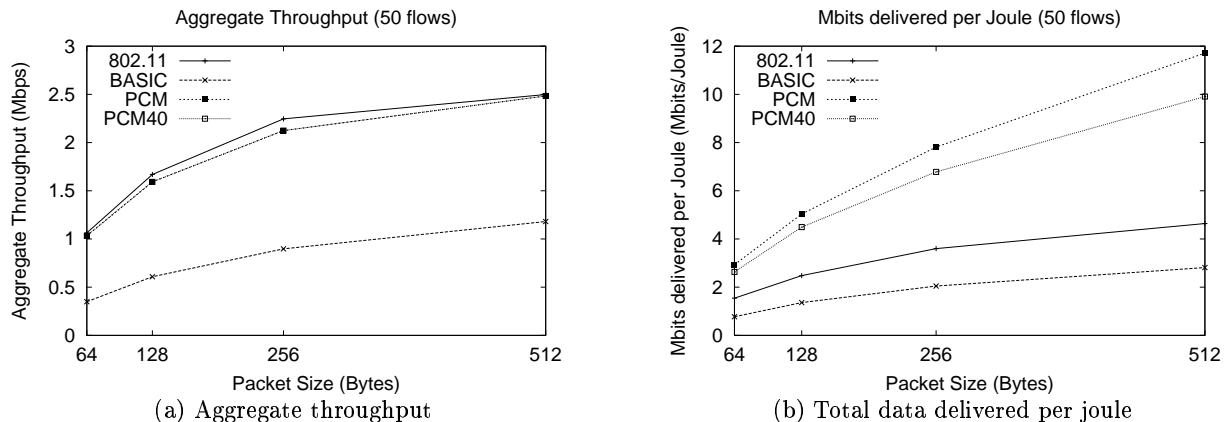 Aggregate Throughput (50 flows)
Aggregate Throughput (Mbps)
3
2.5
2
1.5
1
0.5
0
802.11
BASIC
PCM
PCM40
64 128 256 512
Packet Size (Bytes)
(a) Aggregate throughput
Mbits delivered per Joule (50 flows)
Mbits delivered per Joule (Mbits/Joule)
12
10
8
6
4
2
0
802.11
BASIC
PCM
PCM40
64 128 256 512
Packet Size (Bytes)
(b) Total data delivered per joule